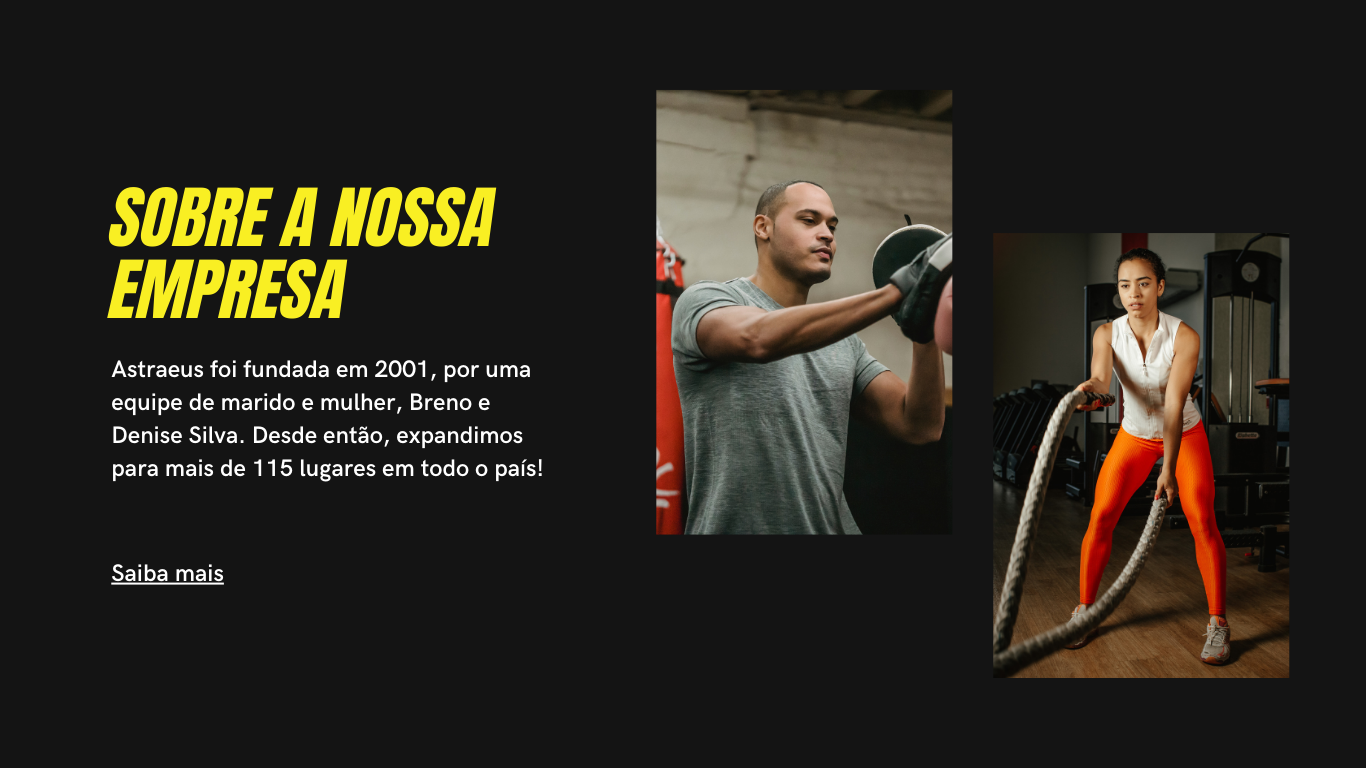 SOBRE A NOSSA
EMPRESA
Astraeus foi fundada em 2001, por uma
equipe de marido e mulher, Breno e
Denise Silva. Desde então, expandimos
para mais de 115 lugares em todo o país!
Saiba mais